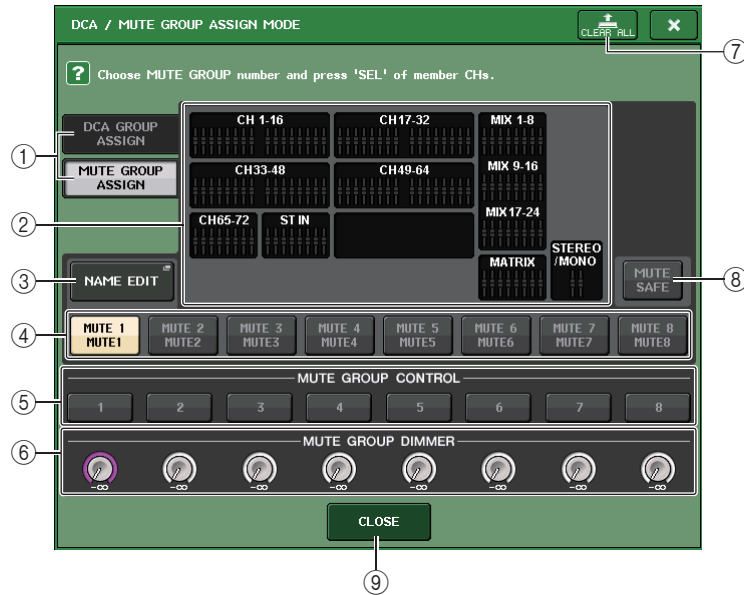 DCA / MUTE GROUP ASSIGN MODE
CLEAR ALL
×
⑦
? Choose MUTE GROUP number and press 'SEL' of member CHs.
①
DCA GROUP
ASSIGN
MUTE GROUP
ASSIGN
②
CH 1-16
CH17-32
MIX 1-8
CH33-48
CH49-64
MIX 9-16
CH65-72
ST IN
MIX17-24
MATRIX
STEREO
/MONO
③
NAME EDIT
MUTE
SAFE
⑧
④
MUTE 1
MUTE1
MUTE 2
MUTE2
MUTE 3
MUTE3
MUTE 4
MUTE4
MUTE 5
MUTE5
MUTE 6
MUTE6
MUTE 7
MUTE7
MUTE 8
MUTE8
⑤
MUTE GROUP CONTROL
1 2 3 4 5 6 7 8
⑥
MUTE GROUP DIMMER
-∞ -∞ -∞ -∞ -∞ -∞ -∞ -∞
CLOSE
⑨